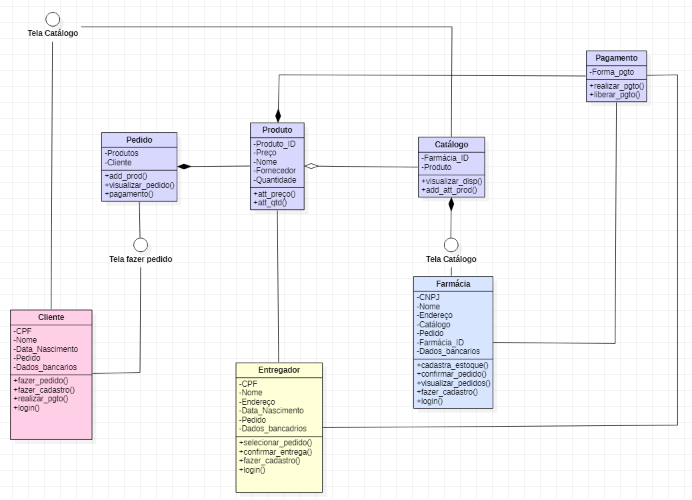 Tela Catálogo
Pagamento
-Forma_pgto
+realizar_pgto()
+liberar_pgto()
Pedido
-Produtos
-Cliente
+add_prod()
+visualizar_pedido()
+pagamento()
Produto
-Produto_ID
-Preço
-Nome
-Fornecedor
-Quantidade
+att_preço()
+att_qtd()
Catálogo
-Farmácia_ID
-Produto
+visualizar_disp()
+add_att_prod()
Tela fazer pedido
Tela Catálogo
Farmácia
-CNPJ
-Nome
-Endereço
-Catálogo
-Pedido
-Farmácia_ID
-Dados_bancarios
+cadastra_estoque()
+confirmar_pedido()
+visualizar_pedidos()
+fazer_cadastro()
+login()
Cliente
-CPF
-Nome
-Data_Nascimento
-Pedido
-Dados_bancarios
+fazer_pedido()
+fazer_cadastro()
+realizar_pgto()
+login()
Entregador
-CPF
-Nome
-Endereço
-Data_Nascimento
-Pedido
-Dados_bancadrios
+selecionar_pedido()
+confirmar_entrega()
+fazer_cadastro()
+login()